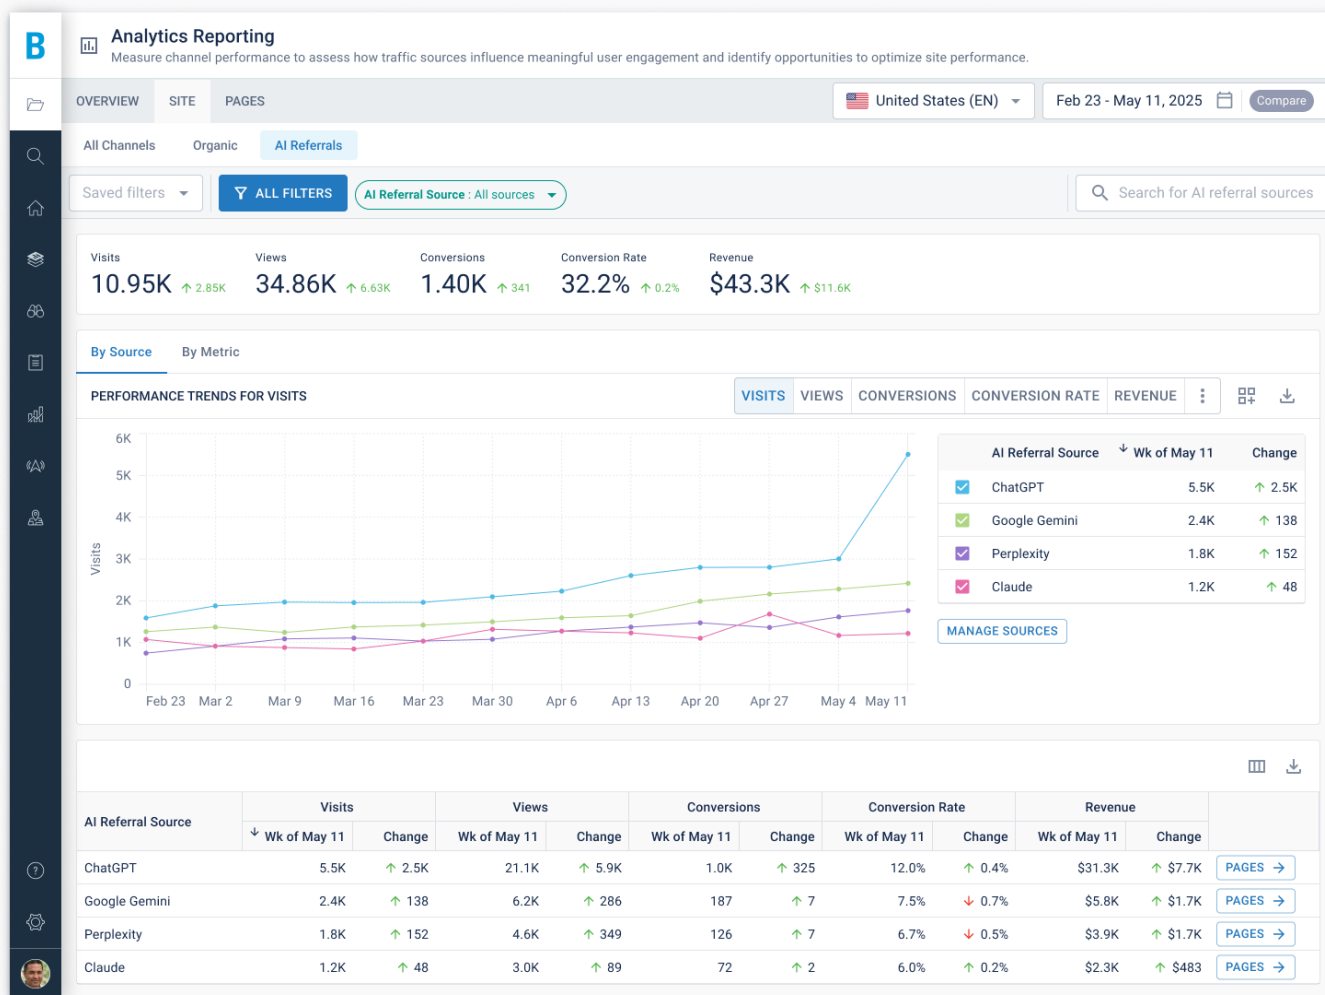 B
Analytics Reporting
Measure channel performance to assess how traffic sources influence meaningful user engagement and identify opportunities to optimize site performance.
OVERVIEW SITE PAGES United States (EN) Feb 23 - May 11, 2025 Compare
All Channels Organic AI Referrals
Saved filters ALL FILTERS AI Referral Source : All sources Search for AI referral sources
Visits Views Conversions Conversion Rate Revenue
10.95K ↑ 2.85K 34.86K ↑ 6.63K 1.40K ↑ 341 32.2% ↑ 0.2% $43.3K ↑ $11.6K
By Source By Metric
PERFORMANCE TRENDS FOR VISITS VISITS VIEWS CONVERSIONS CONVERSION RATE REVENUE
6K
5K
4K
3K
2K
1K
0
Visits
Feb 23 Mar 2 Mar 9 Mar 16 Mar 23 Mar 30 Apr 6 Apr 13 Apr 20 Apr 27 May 4 May 11
AI Referral Source ↓ Wk of May 11 Change
ChatGPT 5.5K ↑ 2.5K
Google Gemini 2.4K ↑ 138
Perplexity 1.8K ↑ 152
Claude 1.2K ↑ 48
MANAGE SOURCES
AI Referral Source Visits Views Conversions Conversion Rate Revenue
↓ Wk of May 11 Change Wk of May 11 Change Wk of May 11 Change Wk of May 11 Change Wk of May 11 Change
ChatGPT 5.5K ↑ 2.5K 21.1K ↑ 5.9K 1.0K ↑ 325 12.0% ↑ 0.4% $31.3K ↑ $7.7K PAGES →
Google Gemini 2.4K ↑ 138 6.2K ↑ 286 187 ↑ 7 7.5% ↓ 0.7% $5.8K ↑ $1.7K PAGES →
Perplexity 1.8K ↑ 152 4.6K ↑ 349 126 ↑ 7 6.7% ↓ 0.5% $3.9K ↑ $1.7K PAGES →
Claude 1.2K ↑ 48 3.0K ↑ 89 72 ↑ 2 6.0% ↑ 0.2% $2.3K ↑ $483 PAGES →